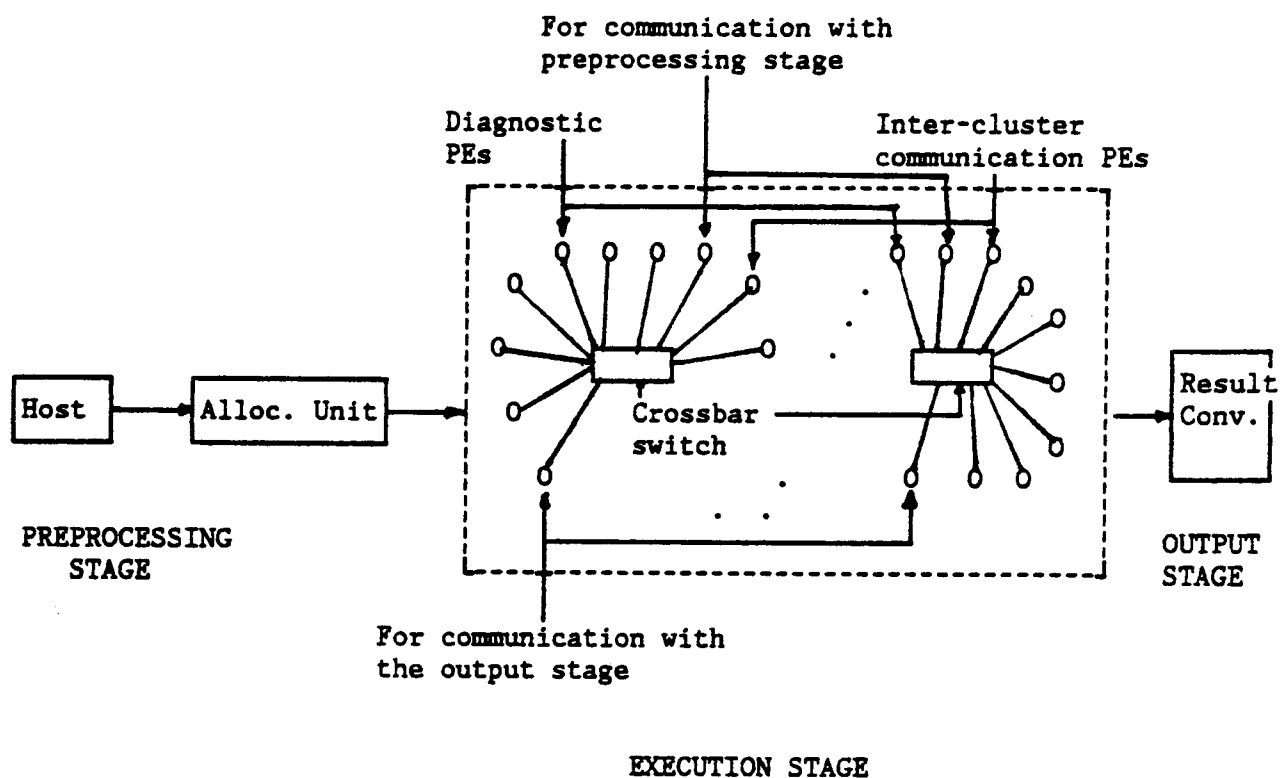 For communication with
preprocessing stage
Diagnostic
PEs
Inter-cluster
communication PEs
Host
Alloc. Unit
Crossbar
switch
Result
Conv.
PREPROCESSING
STAGE
OUTPUT
STAGE
For communication with
the output stage
EXECUTION STAGE